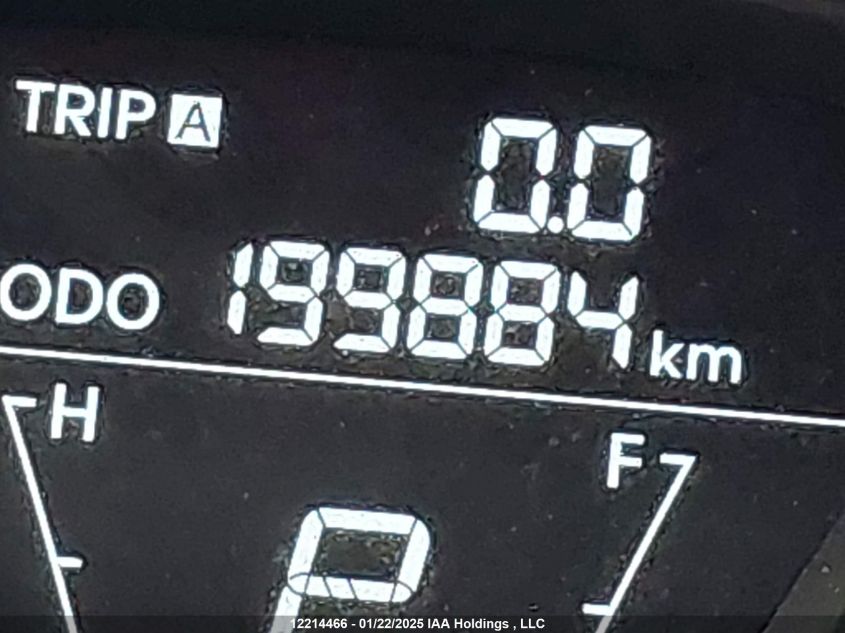 TRIP A
0.0
ODO 199884 km
H
F
P
12214466 - 01/22/2025 IAA Holdings , LLC